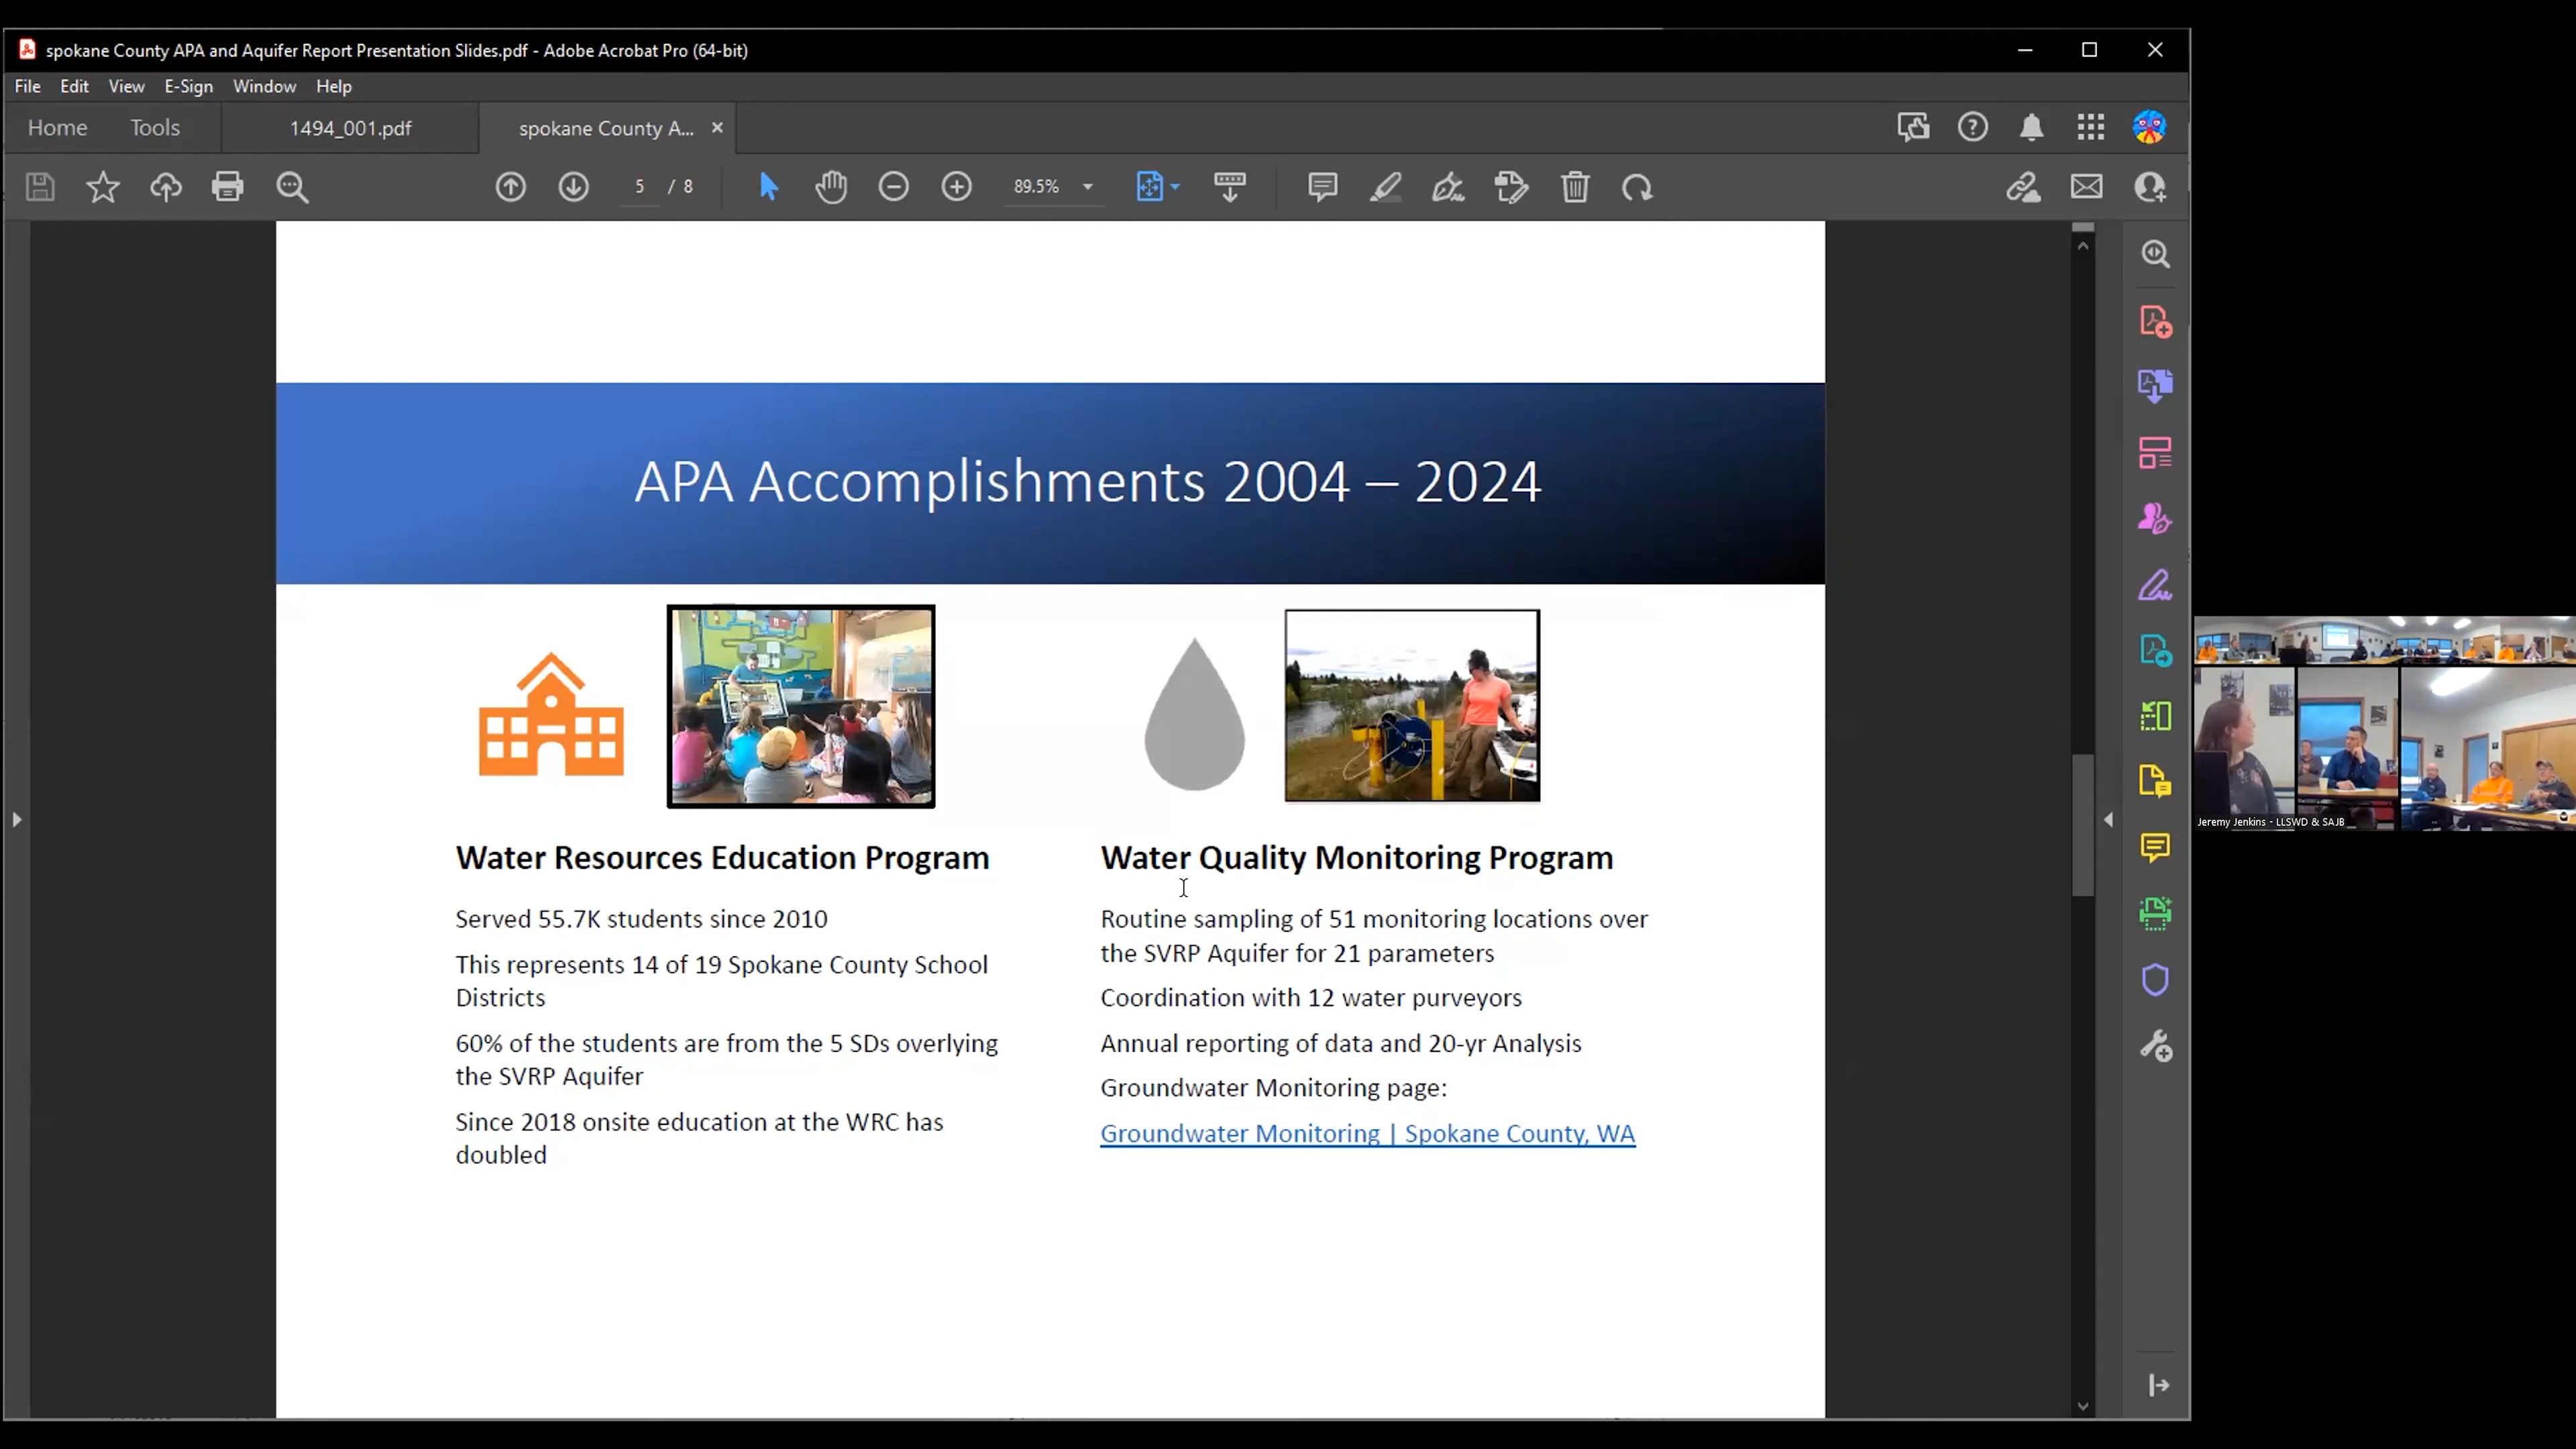 spokane County APA and Aquifer Report Presentation Slides.pdf - Adobe Acrobat Pro (64-bit)
File Edit View E-Sign Window Help
Home Tools 1494_001.pdf spokane County A...
5 / 8 89.5%
APA Accomplishments 2004 – 2024
Water Resources Education Program
Served 55.7K students since 2010
This represents 14 of 19 Spokane County School
Districts
60% of the students are from the 5 SDs overlying
the SVRP Aquifer
Since 2018 onsite education at the WRC has
doubled
Water Quality Monitoring Program
Routine sampling of 51 monitoring locations over
the SVRP Aquifer for 21 parameters
Coordination with 12 water purveyors
Annual reporting of data and 20-yr Analysis
Groundwater Monitoring page:
Groundwater Monitoring | Spokane County, WA
Jeremy Jenkins - LLSWD & SAJB